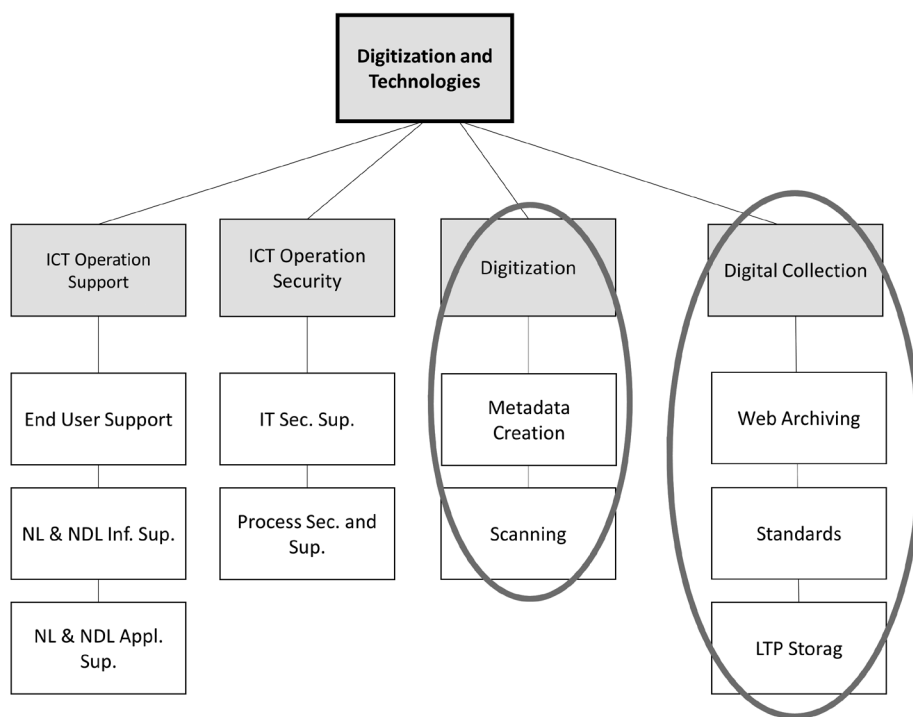 Digitization and
Technologies
ICT Operation
Support
ICT Operation
Security
Digitization
Digital Collection
End User Support
IT Sec. Sup.
Metadata
Creation
Web Archiving
NL & NDL Inf. Sup.
Process Sec. and
Sup.
Scanning
Standards
NL & NDL Appl.
Sup.
LTP Storag